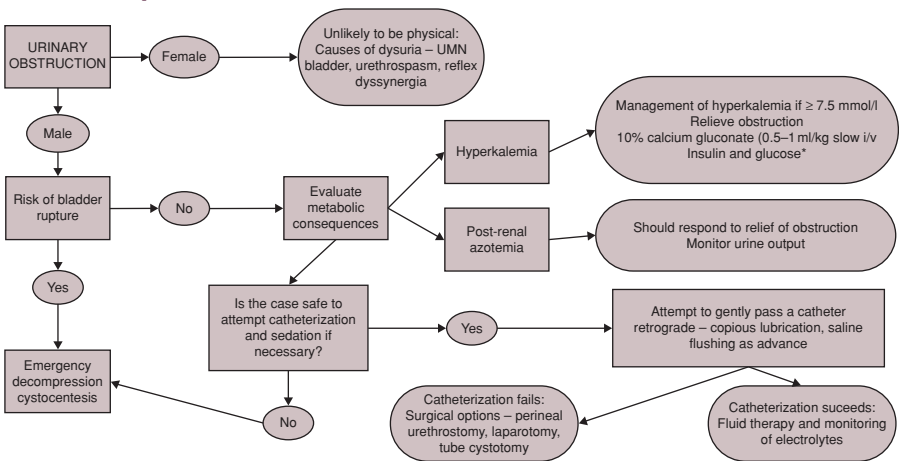 URINARY
OBSTRUCTION
Female
Unlikely to be physical:
Causes of dysuria – UMN
bladder, urethrospasm, reflex
dyssynergia
Male
Risk of bladder
rupture
No
Evaluate
metabolic
consequences
Hyperkalemia
Management of hyperkalemia if ≥ 7.5 mmol/l
Relieve obstruction
10% calcium gluconate (0.5–1 ml/kg slow i/v
Insulin and glucose*
Post-renal
azotemia
Should respond to relief of obstruction
Monitor urine output
Yes
Is the case safe to
attempt catheterization
and sedation if
necessary?
Yes
Attempt to gently pass a catheter
retrograde – copious lubrication, saline
flushing as advance
Emergency
decompression
cystocentesis
No
Catheterization fails:
Surgical options – perineal
urethrostomy, laparotomy,
tube cystotomy
Catheterization suceeds:
Fluid therapy and monitoring
of electrolytes